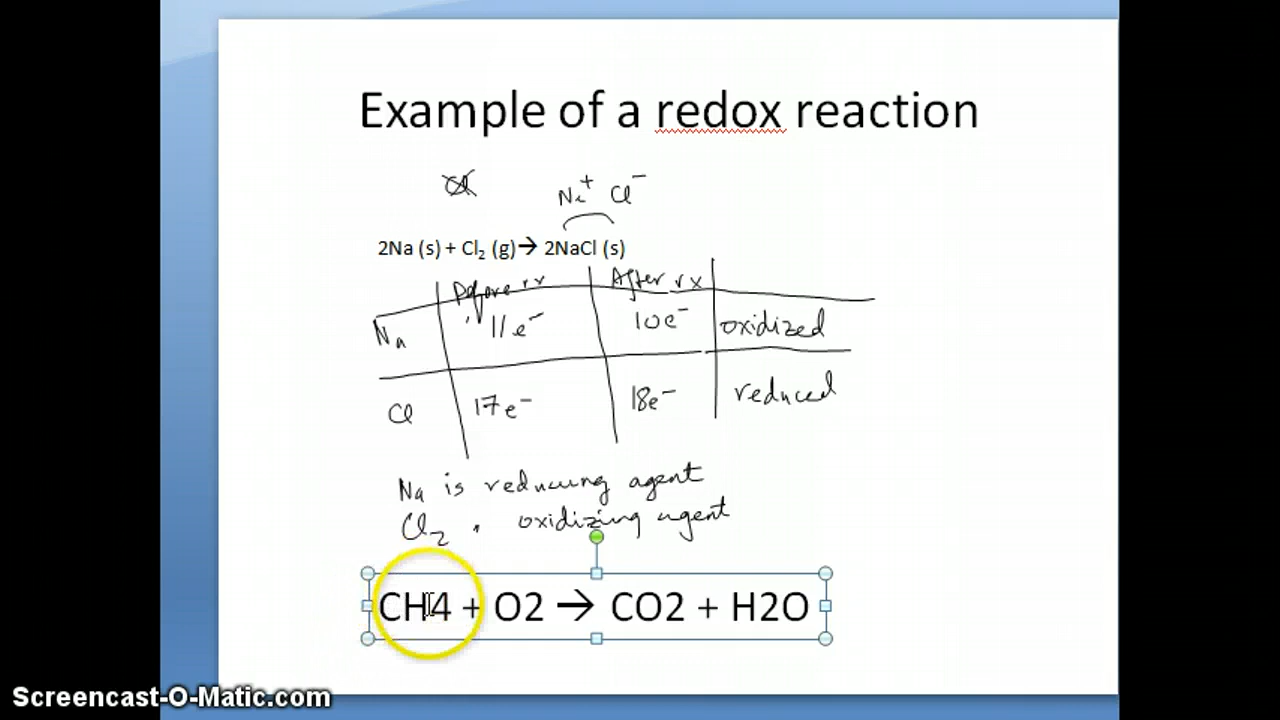 Example of a redox reaction
Na⁺ Cl⁻
2Na (s) + Cl₂ (g)→ 2NaCl (s)
Before rx After rx
Na 11e⁻ 10e⁻ oxidized
Cl 17e⁻ 18e⁻ reduced
Na is reducing agent
Cl₂ " oxidizing agent
CH4 + O2 → CO2 + H2O
Screencast-O-Matic.com